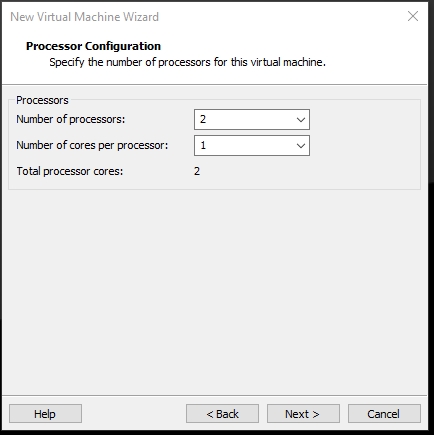 New Virtual Machine Wizard
Processor Configuration
Specify the number of processors for this virtual machine.
Processors
Number of processors: 2
Number of cores per processor: 1
Total processor cores: 2
Help < Back Next > Cancel